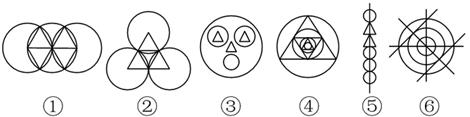 ① ② ③ ④ ⑤ ⑥